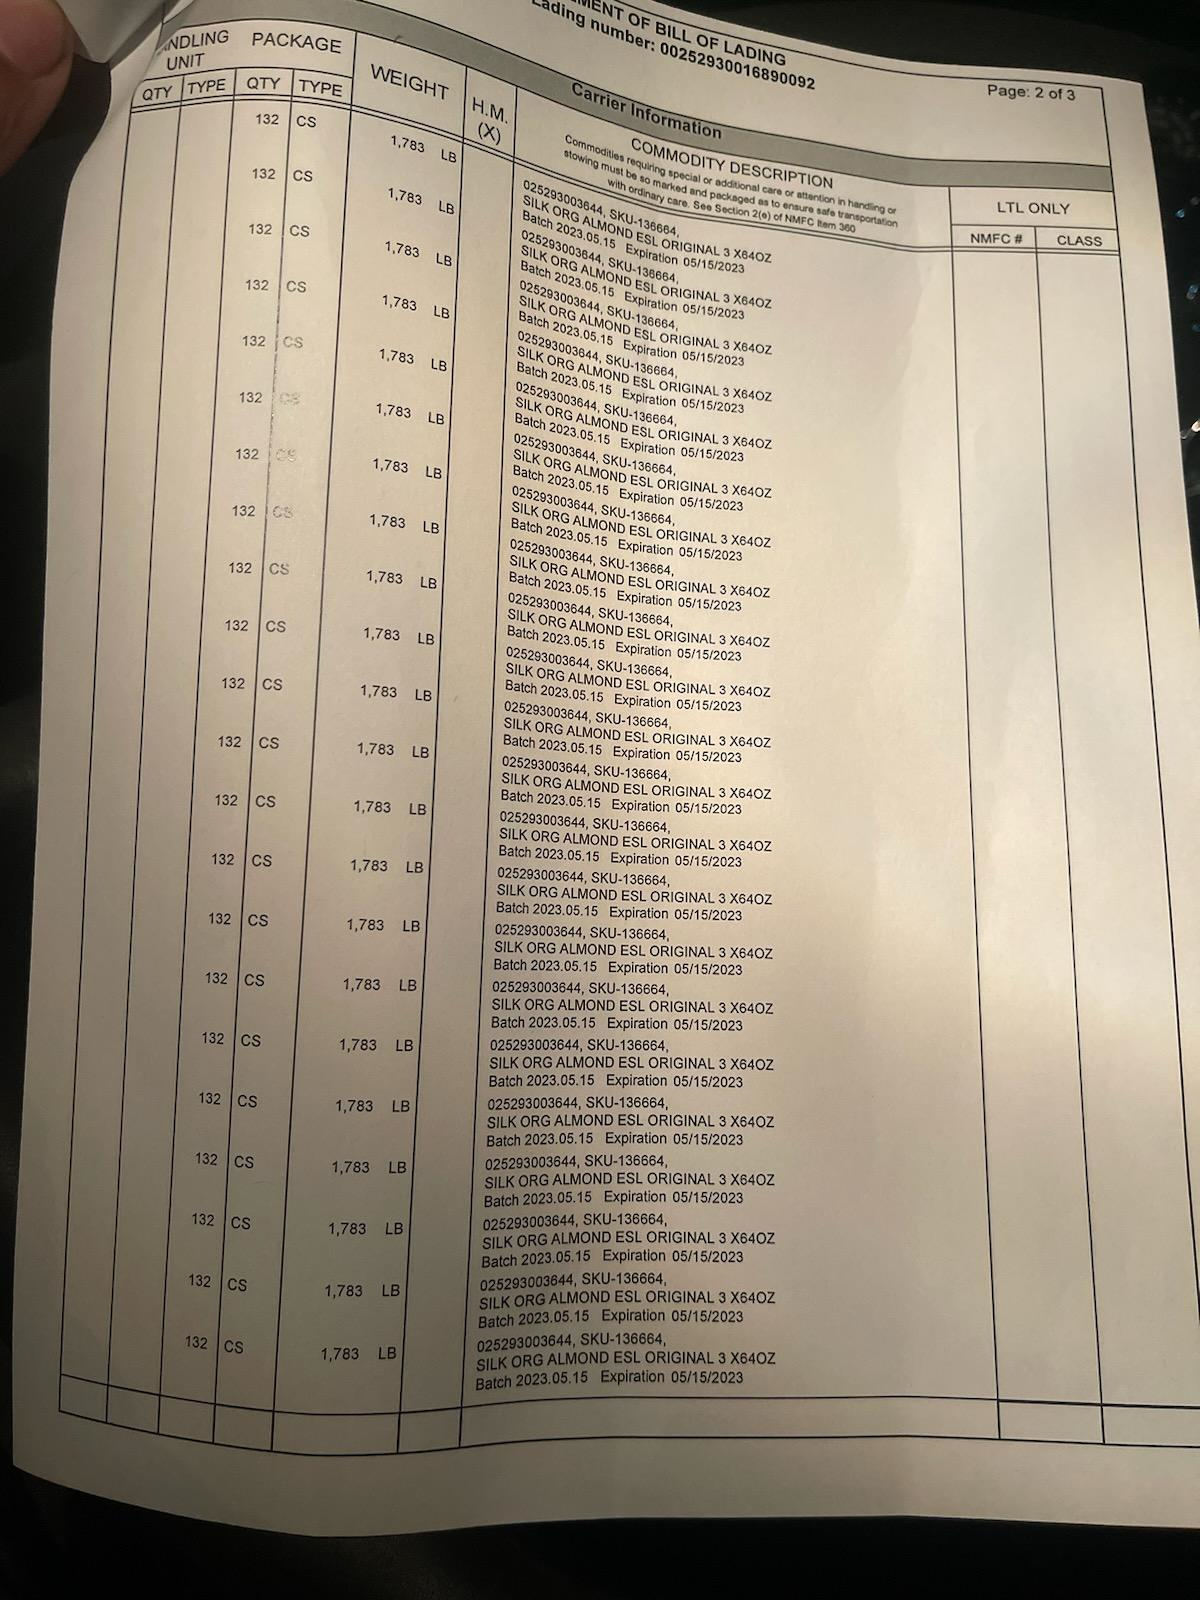 MENT OF BILL OF LADING
Lading number: 00252930016890092
Page: 2 of 3
NDLING UNIT
PACKAGE
WEIGHT
H.M. (X)
Carrier Information
QTY TYPE QTY TYPE
COMMODITY DESCRIPTION
Commodities requiring special or additional care or attention in handling or
stowing must be so marked and packaged as to ensure safe transportation
with ordinary care. See Section 2(e) of NMFC Item 360
LTL ONLY
NMFC # CLASS
132 CS 1,783 LB 025293003644, SKU-136664,
SILK ORG ALMOND ESL ORIGINAL 3 X64OZ
Batch 2023.05.15 Expiration 05/15/2023
132 CS 1,783 LB 025293003644, SKU-136664,
SILK ORG ALMOND ESL ORIGINAL 3 X64OZ
Batch 2023.05.15 Expiration 05/15/2023
132 CS 1,783 LB 025293003644, SKU-136664,
SILK ORG ALMOND ESL ORIGINAL 3 X64OZ
Batch 2023.05.15 Expiration 05/15/2023
132 CS 1,783 LB 025293003644, SKU-136664,
SILK ORG ALMOND ESL ORIGINAL 3 X64OZ
Batch 2023.05.15 Expiration 05/15/2023
132 CS 1,783 LB 025293003644, SKU-136664,
SILK ORG ALMOND ESL ORIGINAL 3 X64OZ
Batch 2023.05.15 Expiration 05/15/2023
132 CS 1,783 LB 025293003644, SKU-136664,
SILK ORG ALMOND ESL ORIGINAL 3 X64OZ
Batch 2023.05.15 Expiration 05/15/2023
132 CS 1,783 LB 025293003644, SKU-136664,
SILK ORG ALMOND ESL ORIGINAL 3 X64OZ
Batch 2023.05.15 Expiration 05/15/2023
132 CS 1,783 LB 025293003644, SKU-136664,
SILK ORG ALMOND ESL ORIGINAL 3 X64OZ
Batch 2023.05.15 Expiration 05/15/2023
132 CS 1,783 LB 025293003644, SKU-136664,
SILK ORG ALMOND ESL ORIGINAL 3 X64OZ
Batch 2023.05.15 Expiration 05/15/2023
132 CS 1,783 LB 025293003644, SKU-136664,
SILK ORG ALMOND ESL ORIGINAL 3 X64OZ
Batch 2023.05.15 Expiration 05/15/2023
132 CS 1,783 LB 025293003644, SKU-136664,
SILK ORG ALMOND ESL ORIGINAL 3 X64OZ
Batch 2023.05.15 Expiration 05/15/2023
132 CS 1,783 LB 025293003644, SKU-136664,
SILK ORG ALMOND ESL ORIGINAL 3 X64OZ
Batch 2023.05.15 Expiration 05/15/2023
132 CS 1,783 LB 025293003644, SKU-136664,
SILK ORG ALMOND ESL ORIGINAL 3 X64OZ
Batch 2023.05.15 Expiration 05/15/2023
132 CS 1,783 LB 025293003644, SKU-136664,
SILK ORG ALMOND ESL ORIGINAL 3 X64OZ
Batch 2023.05.15 Expiration 05/15/2023
132 CS 1,783 LB 025293003644, SKU-136664,
SILK ORG ALMOND ESL ORIGINAL 3 X64OZ
Batch 2023.05.15 Expiration 05/15/2023
132 CS 1,783 LB 025293003644, SKU-136664,
SILK ORG ALMOND ESL ORIGINAL 3 X64OZ
Batch 2023.05.15 Expiration 05/15/2023
132 CS 1,783 LB 025293003644, SKU-136664,
SILK ORG ALMOND ESL ORIGINAL 3 X64OZ
Batch 2023.05.15 Expiration 05/15/2023
132 CS 1,783 LB 025293003644, SKU-136664,
SILK ORG ALMOND ESL ORIGINAL 3 X64OZ
Batch 2023.05.15 Expiration 05/15/2023
132 CS 1,783 LB 025293003644, SKU-136664,
SILK ORG ALMOND ESL ORIGINAL 3 X64OZ
Batch 2023.05.15 Expiration 05/15/2023
132 CS 1,783 LB 025293003644, SKU-136664,
SILK ORG ALMOND ESL ORIGINAL 3 X64OZ
Batch 2023.05.15 Expiration 05/15/2023
132 CS 1,783 LB 025293003644, SKU-136664,
SILK ORG ALMOND ESL ORIGINAL 3 X64OZ
Batch 2023.05.15 Expiration 05/15/2023
132 CS 1,783 LB 025293003644, SKU-136664,
SILK ORG ALMOND ESL ORIGINAL 3 X64OZ
Batch 2023.05.15 Expiration 05/15/2023